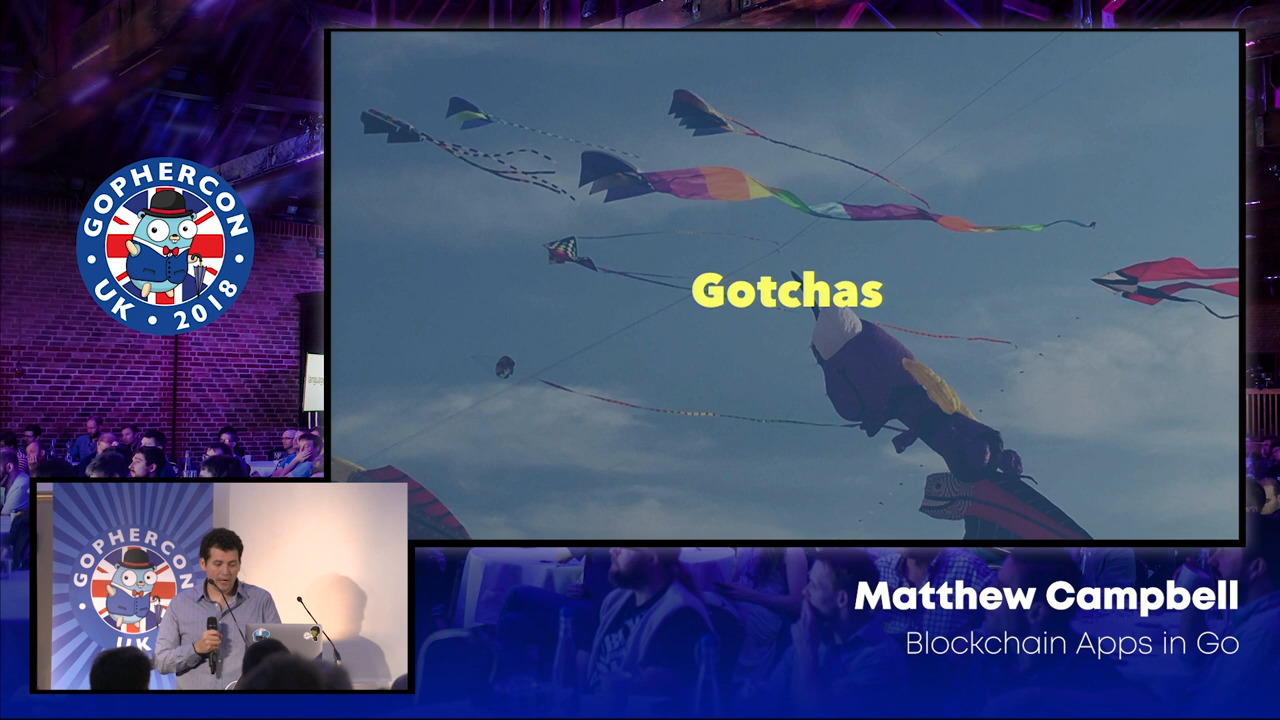 GOPHERCON
UK • 2018
Gotchas
GOPHERCON
UK
Matthew Campbell
Blockchain Apps in Go